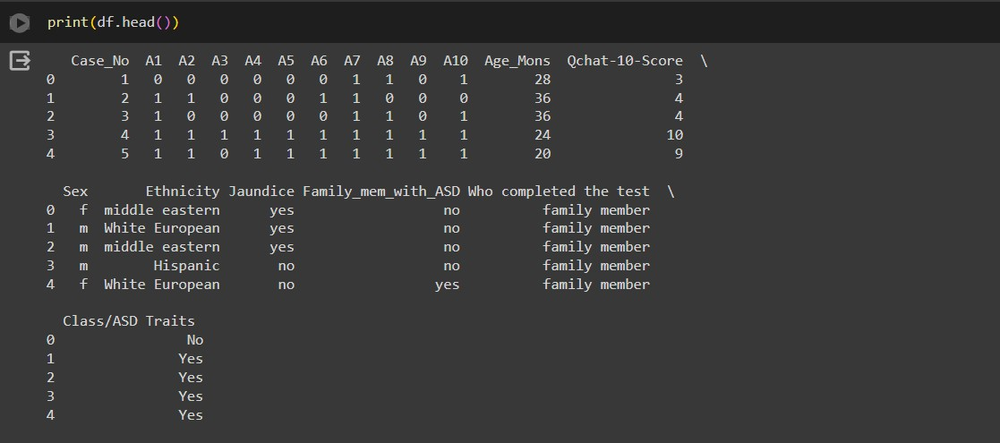 print(df.head())
Case_No A1 A2 A3 A4 A5 A6 A7 A8 A9 A10 Age_Mons Qchat-10-Score \
0 1 0 0 0 0 0 0 1 1 0 1 28 3
1 2 1 1 0 0 0 1 1 0 0 0 36 4
2 3 1 0 0 0 0 0 1 1 0 1 36 4
3 4 1 1 1 1 1 1 1 1 1 1 24 10
4 5 1 1 0 1 1 1 1 1 1 1 20 9
Sex Ethnicity Jaundice Family_mem_with_ASD Who completed the test \
0 f middle eastern yes no family member
1 m White European yes no family member
2 m middle eastern yes no family member
3 m Hispanic no no family member
4 f White European no yes family member
Class/ASD Traits
0 No
1 Yes
2 Yes
3 Yes
4 Yes